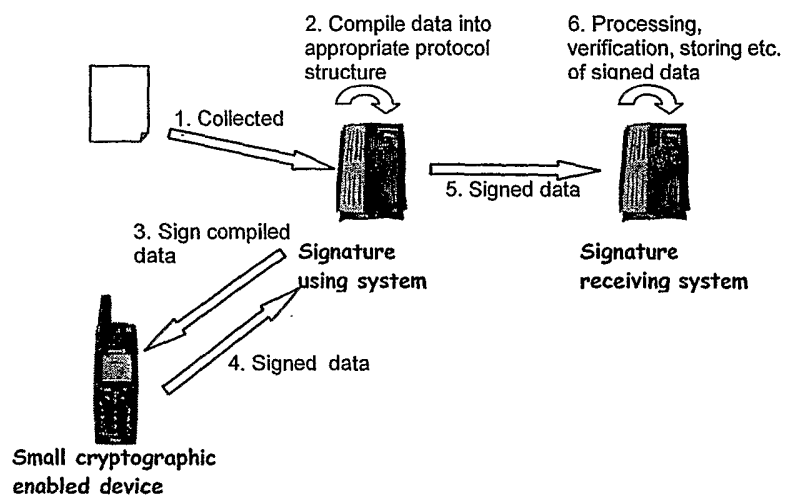 2. Compile data into
appropriate protocol
structure
6. Processing,
verification, storing etc.
of signed data
1. Collected
5. Signed data
3. Sign compiled
data
Signature
using system
Signature
receiving system
4. Signed data
Small cryptographic
enabled device